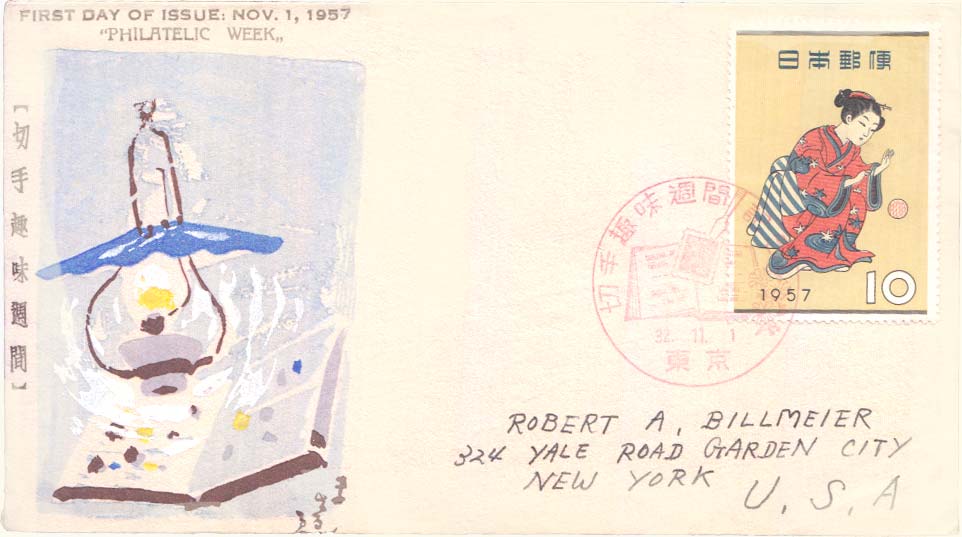 FIRST DAY OF ISSUE: NOV. 1, 1957
"PHILATELIC WEEK„
【切手趣味週間】
日本郵便
1957
10
切手趣味週間
32. 11. 1
東京
ROBERT A. BILLMEIER
324 YALE ROAD GARDEN CITY
NEW YORK
U.S.A